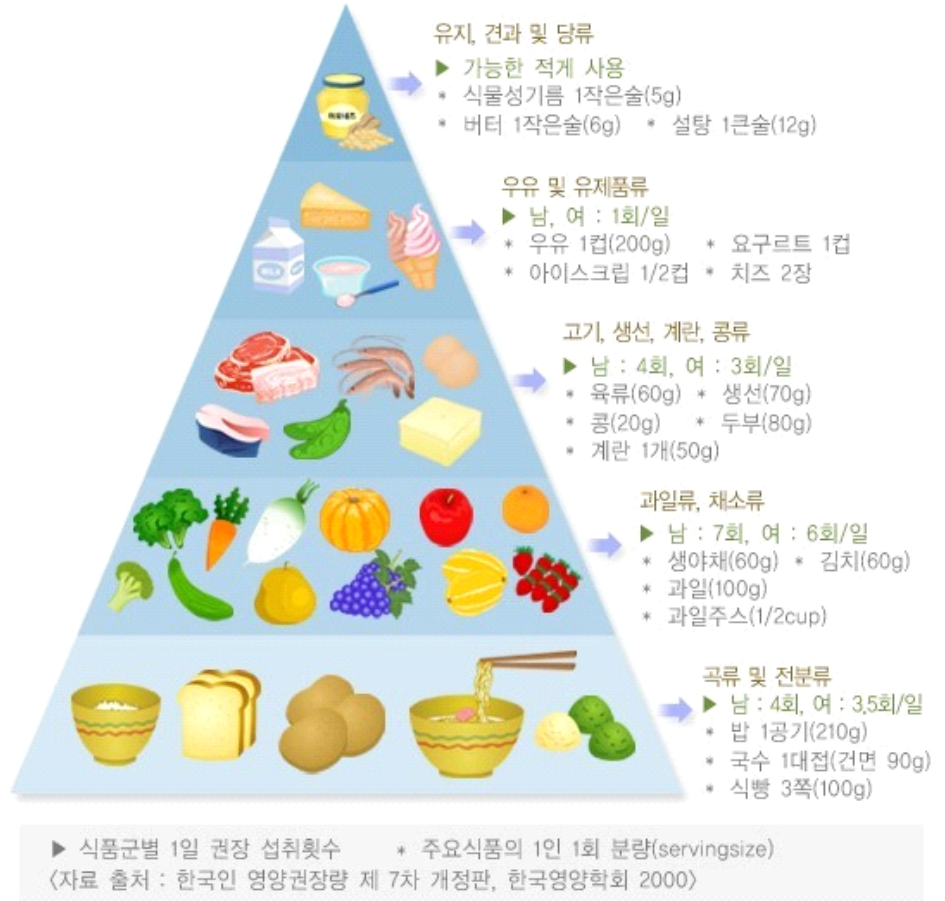 유지, 견과 및 당류
▶ 가능한 적게 사용
* 식물성기름 1작은술(5g)
* 버터 1작은술(6g) * 설탕 1큰술(12g)
우유 및 유제품류
▶ 남, 여 : 1회/일
* 우유 1컵(200g) * 요구르트 1컵
* 아이스크립 1/2컵 * 치즈 2장
MILK
고기, 생선, 계란, 콩류
▶ 남 : 4회, 여 : 3회/일
* 육류(60g) * 생선(70g)
* 콩(20g) * 두부(80g)
* 계란 1개(50g)
과일류, 채소류
▶ 남 : 7회, 여 : 6회/일
* 생야채(60g) * 김치(60g)
* 과일(100g)
* 과일주스(1/2cup)
곡류 및 전분류
▶ 남 : 4회, 여 : 3,5회/일
* 밥 1공기(210g)
* 국수 1대접(건면 90g)
* 식빵 3쪽(100g)
▶ 식품군별 1일 권장 섭취횟수 * 주요식품의 1인 1회 분량(servingsize)
〈자료 출처 : 한국인 영양권장량 제 7차 개정판, 한국영양학회 2000〉